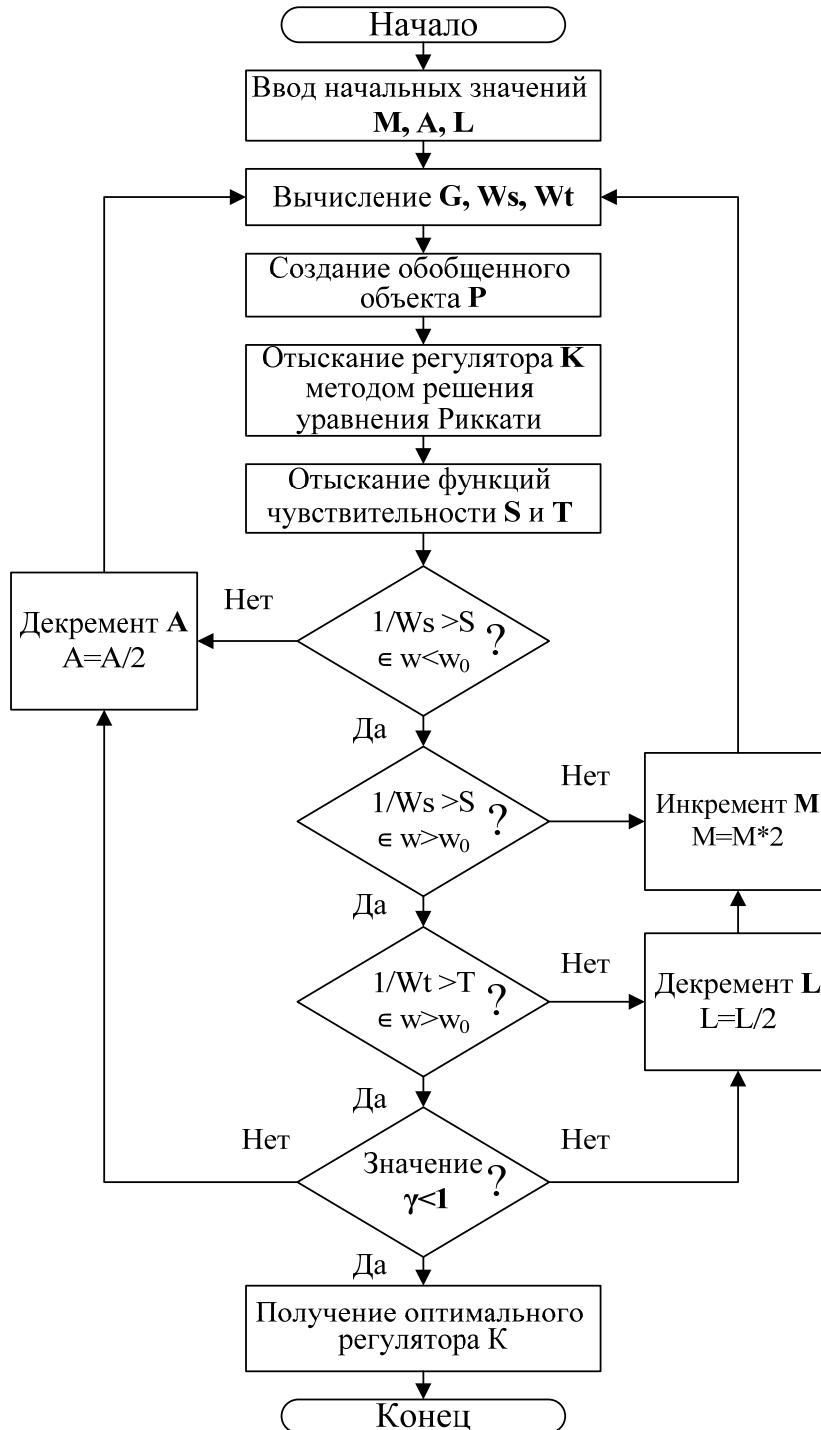 Начало
Ввод начальных значений
M, A, L
Вычисление G, Ws, Wt
Создание обобщенного
объекта P
Отыскание регулятора K
методом решения
уравнения Риккати
Отыскание функций
чувствительности S и T
Нет
Декремент A
A=A/2
1/Ws >S
∈ w<w₀ ?
Да
Нет
1/Ws >S
∈ w>w₀ ?
Инкремент M
M=M*2
Да
Нет
1/Wt >T
∈ w>w₀ ?
Декремент L
L=L/2
Да
Нет
Нет
Значение
γ<1 ?
Да
Получение оптимального
регулятора К
Конец